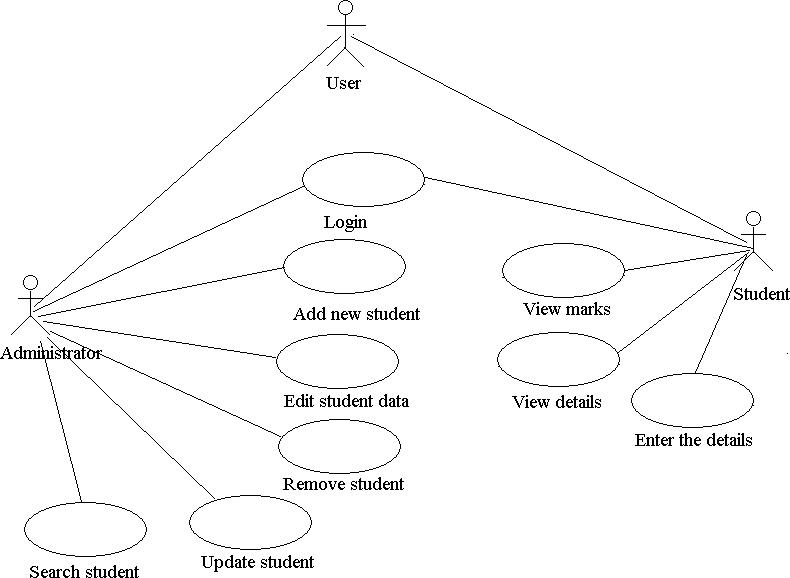 User
Login
Student
Add new student
View marks
Administrator
Edit student data
View details
Enter the details
Remove student
Update student
Search student